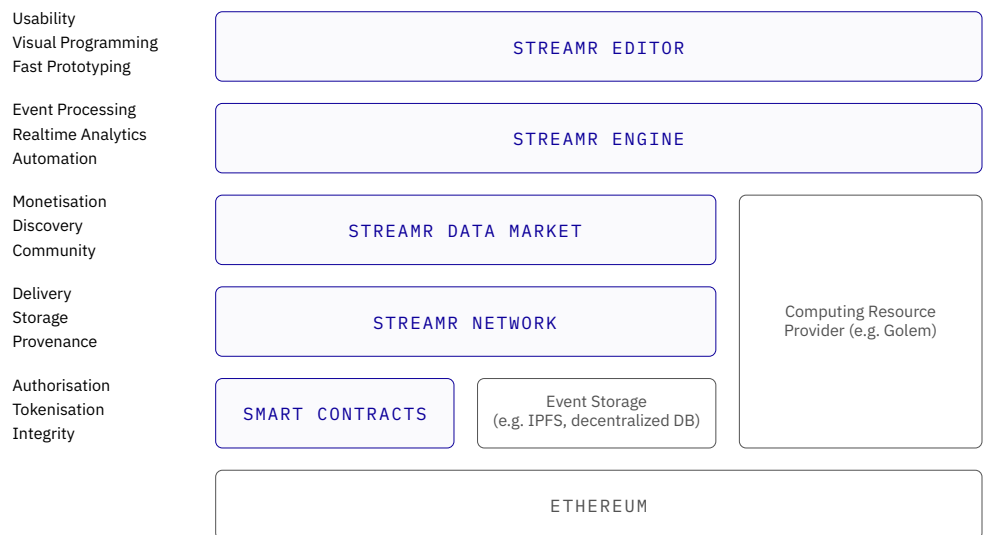 Usability
Visual Programming
Fast Prototyping
STREAMR EDITOR
Event Processing
Realtime Analytics
Automation
STREAMR ENGINE
Monetisation
Discovery
Community
STREAMR DATA MARKET
Delivery
Storage
Provenance
STREAMR NETWORK
Computing Resource
Provider (e.g. Golem)
Authorisation
Tokenisation
Integrity
SMART CONTRACTS
Event Storage
(e.g. IPFS, decentralized DB)
ETHEREUM